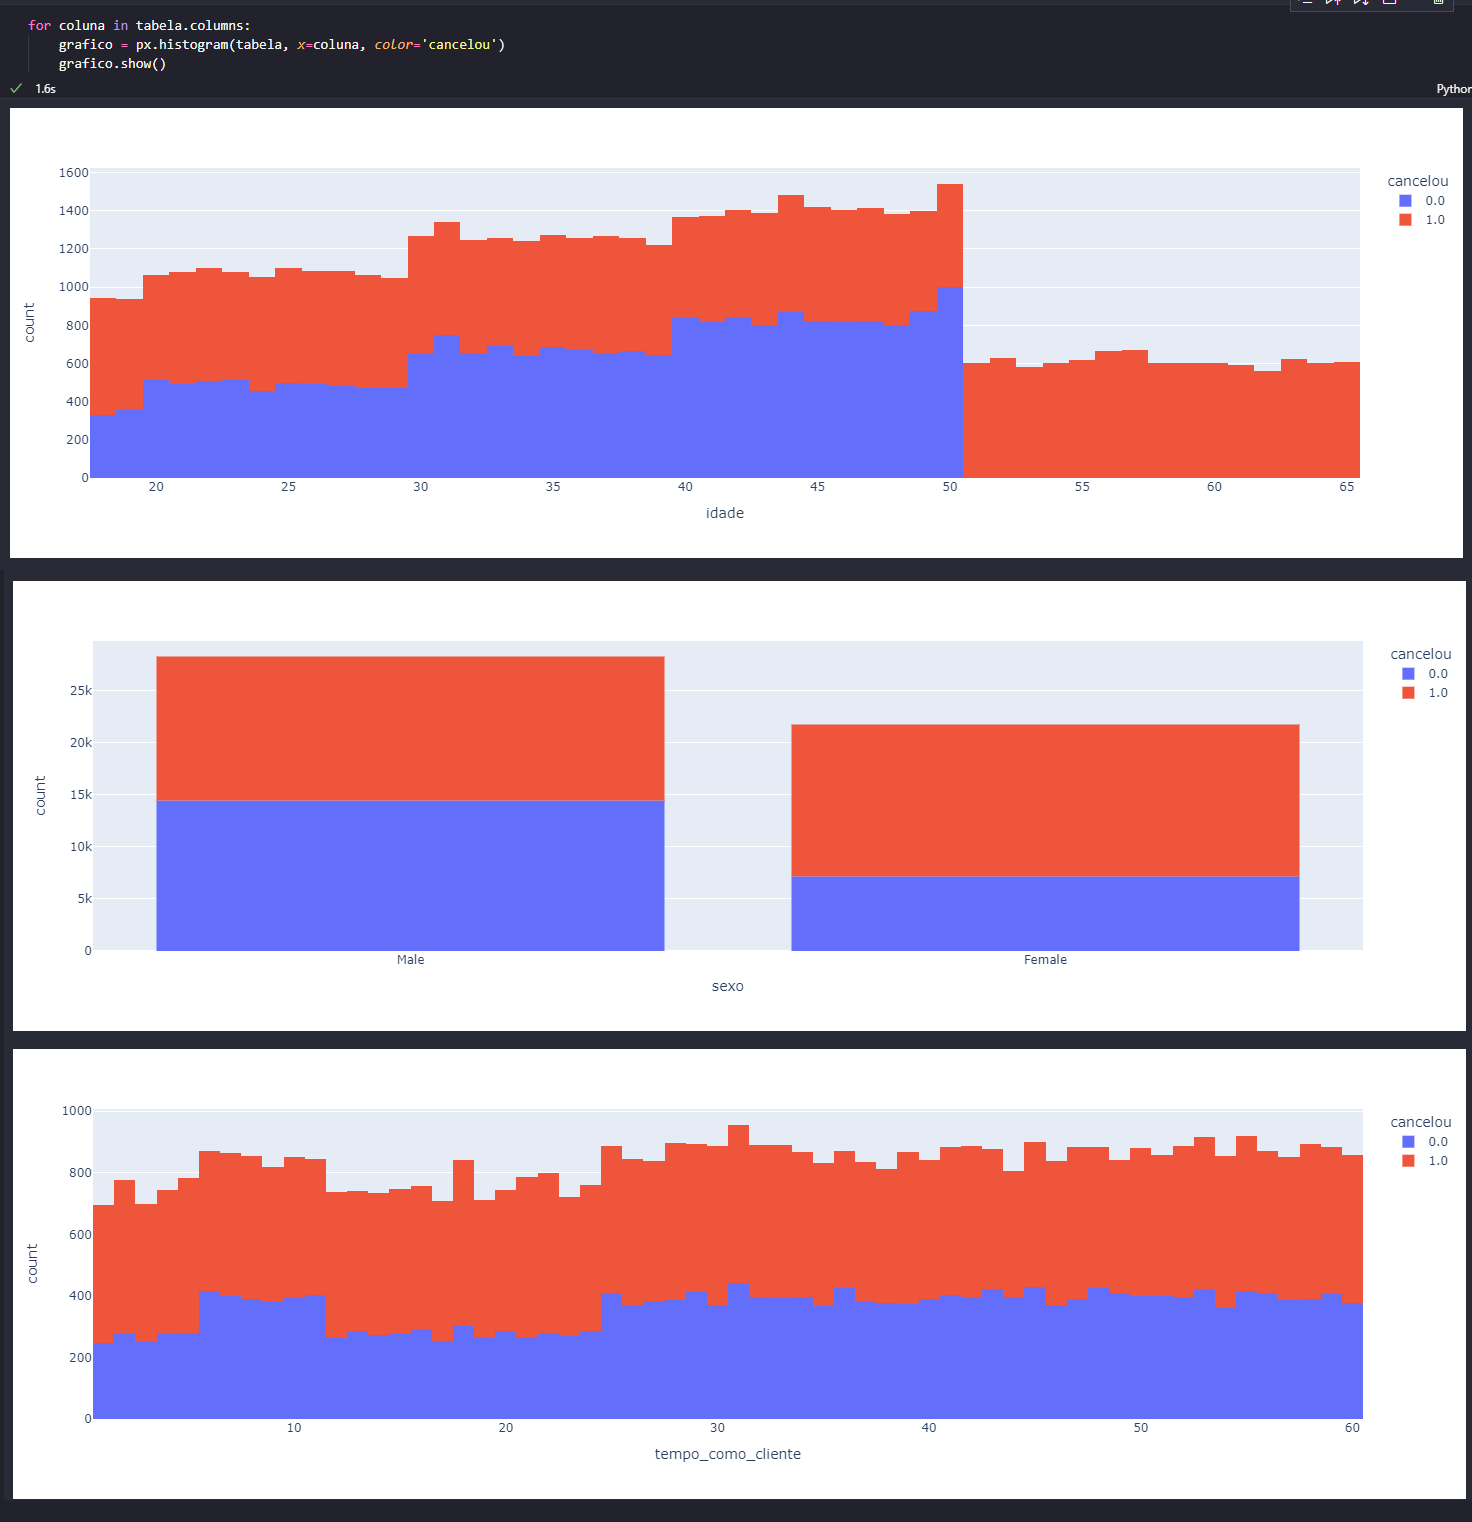 for coluna in tabela.columns:
    grafico = px.histogram(tabela, x=coluna, color='cancelou')
    grafico.show()
1.6s
Python
1600
1400
1200
1000
800
600
400
200
0
count
20 25 30 35 40 45 50 55 60 65
idade
cancelou
0.0
1.0
25k
20k
15k
10k
5k
0
count
Male Female
sexo
cancelou
0.0
1.0
1000
800
600
400
200
0
count
10 20 30 40 50 60
tempo_como_cliente
cancelou
0.0
1.0